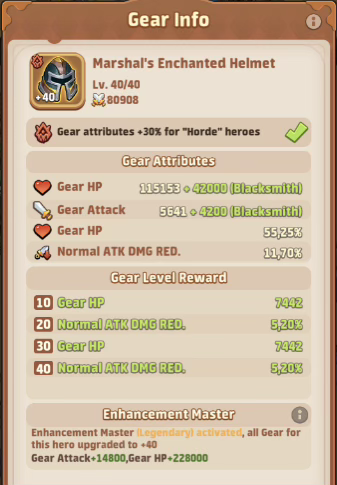 Gear Info
Marshal's Enchanted Helmet
Lv. 40/40
80908
+40
Gear attributes +30% for "Horde" heroes
Gear Attributes
Gear HP 115153 + 42000 (Blacksmith)
Gear Attack 5641 + 4200 (Blacksmith)
Gear HP 55,25%
Normal ATK DMG RED. 11,70%
Gear Level Reward
10 Gear HP 7442
20 Normal ATK DMG RED. 5,20%
30 Gear HP 7442
40 Normal ATK DMG RED. 5,20%
Enhancement Master
Enhancement Master (Legendary) activated, all Gear for
this hero upgraded to +40
Gear Attack+14800,Gear HP+228000